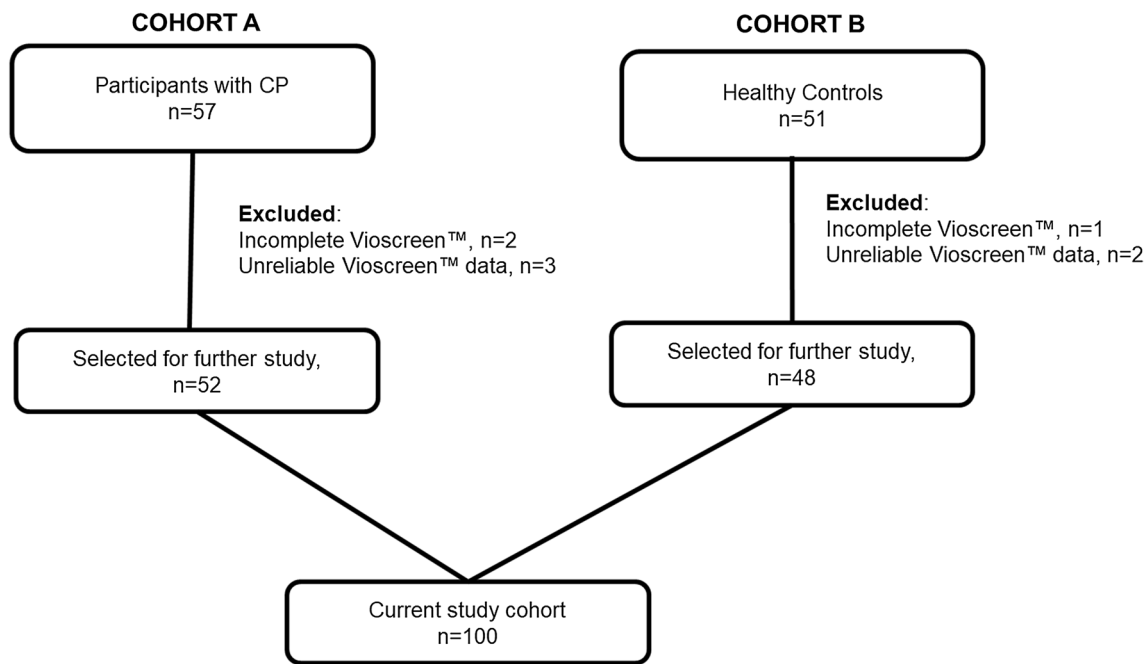 COHORT A
Participants with CP
n=57
Excluded:
Incomplete Vioscreen™, n=2
Unreliable Vioscreen™ data, n=3
Selected for further study,
n=52
COHORT B
Healthy Controls
n=51
Excluded:
Incomplete Vioscreen™, n=1
Unreliable Vioscreen™ data, n=2
Selected for further study,
n=48
Current study cohort
n=100